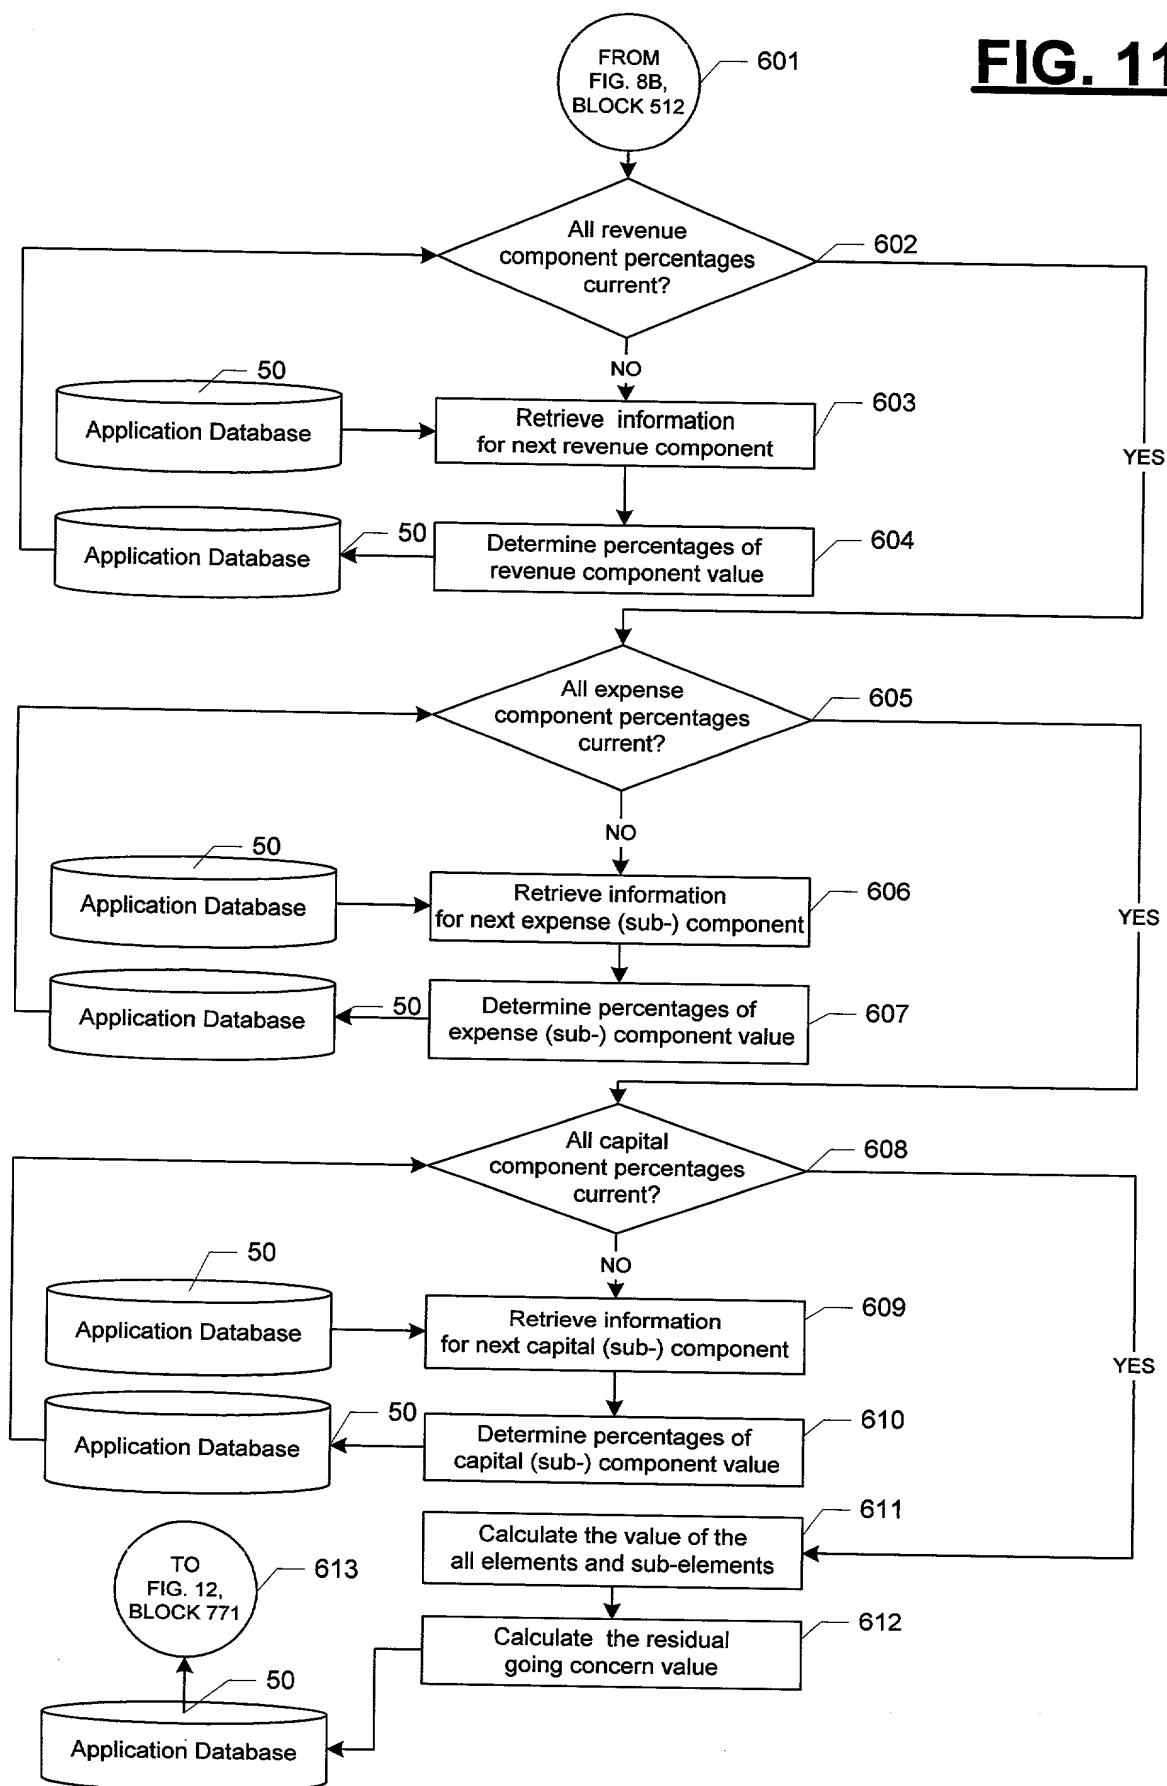 FIG. 11
FROM
FIG. 8B,
BLOCK 512
601
All revenue
component percentages
current?
602
NO
YES
50
Application Database
Retrieve information
for next revenue component
603
Application Database
50
Determine percentages of
revenue component value
604
All expense
component percentages
current?
605
NO
YES
50
Application Database
Retrieve information
for next expense (sub-) component
606
Application Database
50
Determine percentages of
expense (sub-) component value
607
All capital
component percentages
current?
608
NO
YES
50
Application Database
Retrieve information
for next capital (sub-) component
609
Application Database
50
Determine percentages of
capital (sub-) component value
610
Calculate the value of the
all elements and sub-elements
611
TO
FIG. 12,
BLOCK 771
613
Calculate the residual
going concern value
612
50
Application Database